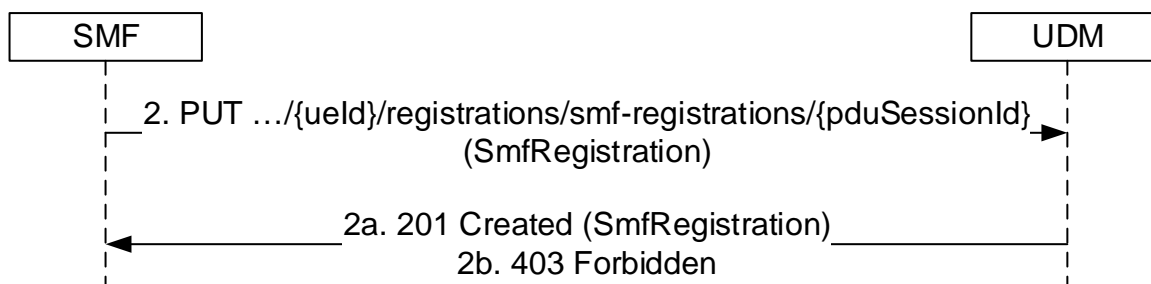 SMF
UDM
2. PUT …/{ueId}/registrations/smf-registrations/{pduSessionId}
(SmfRegistration)
2a. 201 Created (SmfRegistration)
2b. 403 Forbidden